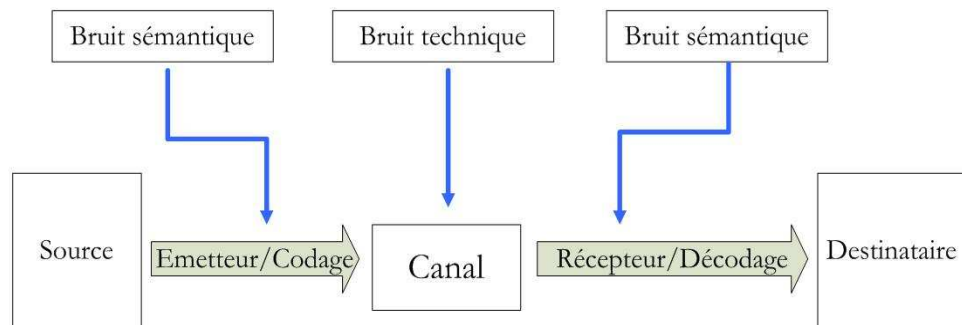 Bruit sémantique
Bruit technique
Bruit sémantique
Source
Emetteur/Codage
Canal
Récepteur/Décodage
Destinataire